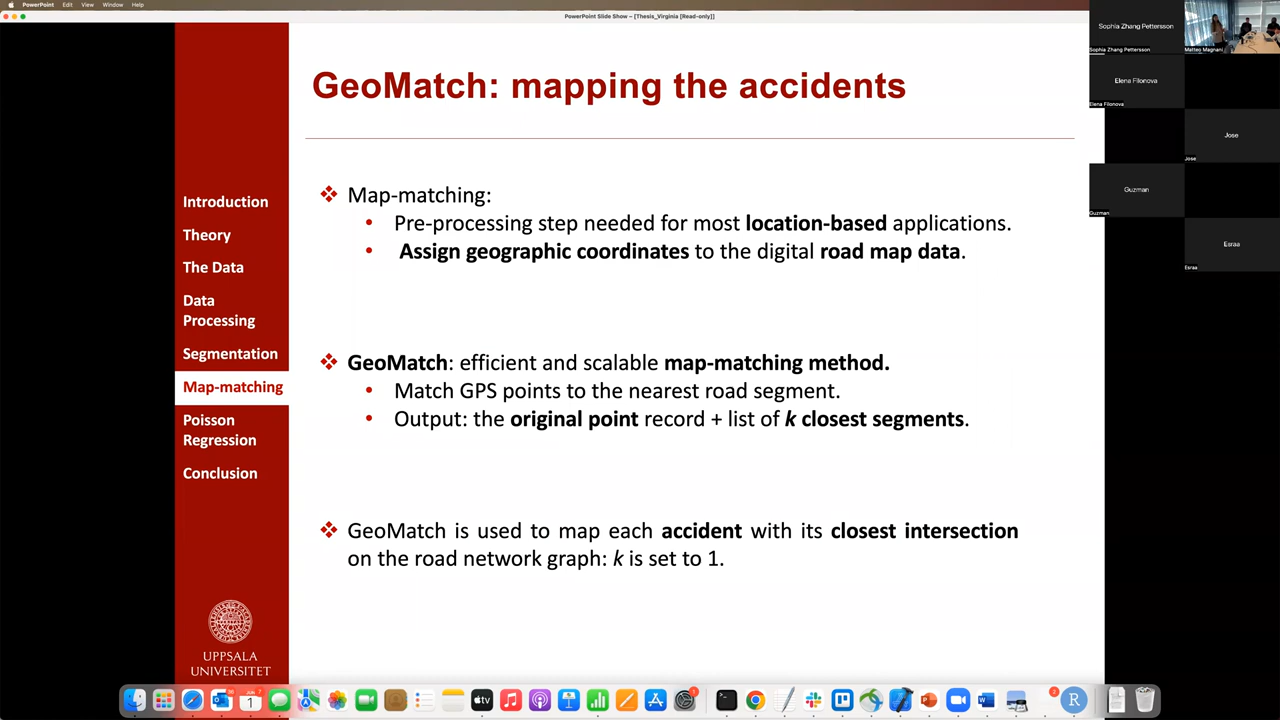 PowerPoint Edit View Window Help
PowerPoint Slide Show – [Thesis_Virginia [Read-only]]
GeoMatch: mapping the accidents
Introduction
Theory
The Data
Data
Processing
Segmentation
Map-matching
Poisson
Regression
Conclusion
UPPSALA
UNIVERSITET
Map-matching:
Pre-processing step needed for most location-based applications.
Assign geographic coordinates to the digital road map data.
GeoMatch: efficient and scalable map-matching method.
Match GPS points to the nearest road segment.
Output: the original point record + list of k closest segments.
GeoMatch is used to map each accident with its closest intersection
on the road network graph: k is set to 1.
Sophia Zhang Pettersson
Sophia Zhang Pettersson
Matteo Magnani
Elena Filonova
Elena Filonova
Jose
Jose
Guzman
Guzman
Esraa
Esraa